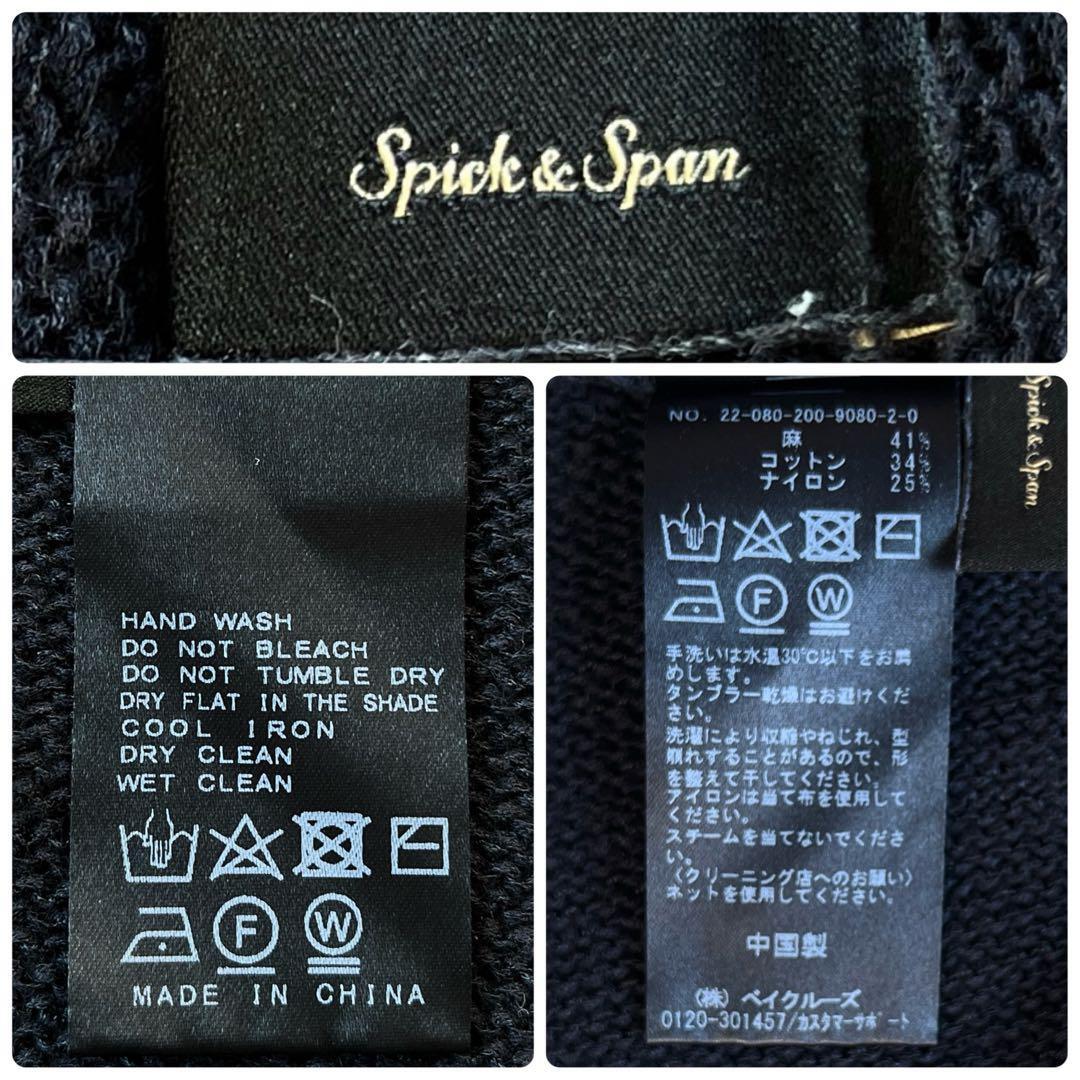 Spick & Span
HAND WASH
DO NOT BLEACH
DO NOT TUMBLE DRY
DRY FLAT IN THE SHADE
COOL IRON
DRY CLEAN
WET CLEAN
F W
MADE IN CHINA
NO. 22-080-200-9080-2-0
麻 41%
コットン 34%
ナイロン 25%
F W
手洗いは水温30℃以下をお薦
めします。
タンブラー乾燥はお避けくだ
さい。
洗濯により収縮やねじれ、型
崩れすることがあるので、形
を整えて干してください。
アイロンは当て布を使用して
ください。
スチームを当てないでくださ
い。
〈クリーニング店へのお願い〉
ネットを使用してください。
中国製
(株) ベイクルーズ
0120-301457/カスタマーサポート
Spick & Span